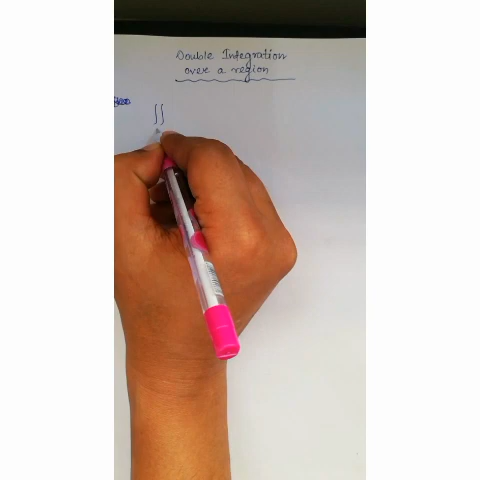 Double Integration
over a region
∬